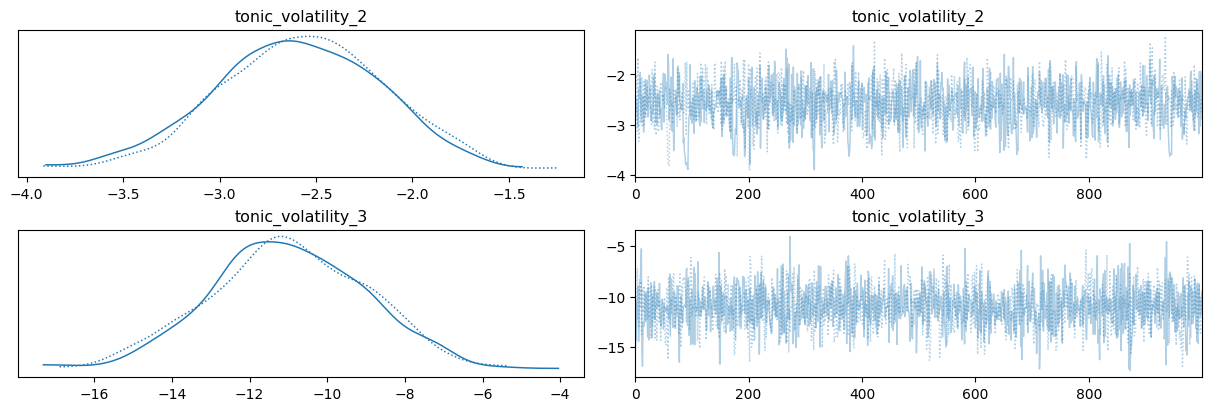 tonic_volatility_2
tonic_volatility_2
−2
−3
−4
−4.0 −3.5 −3.0 −2.5 −2.0 −1.5
0 200 400 600 800
tonic_volatility_3
tonic_volatility_3
−5
−10
−15
−16 −14 −12 −10 −8 −6 −4
0 200 400 600 800